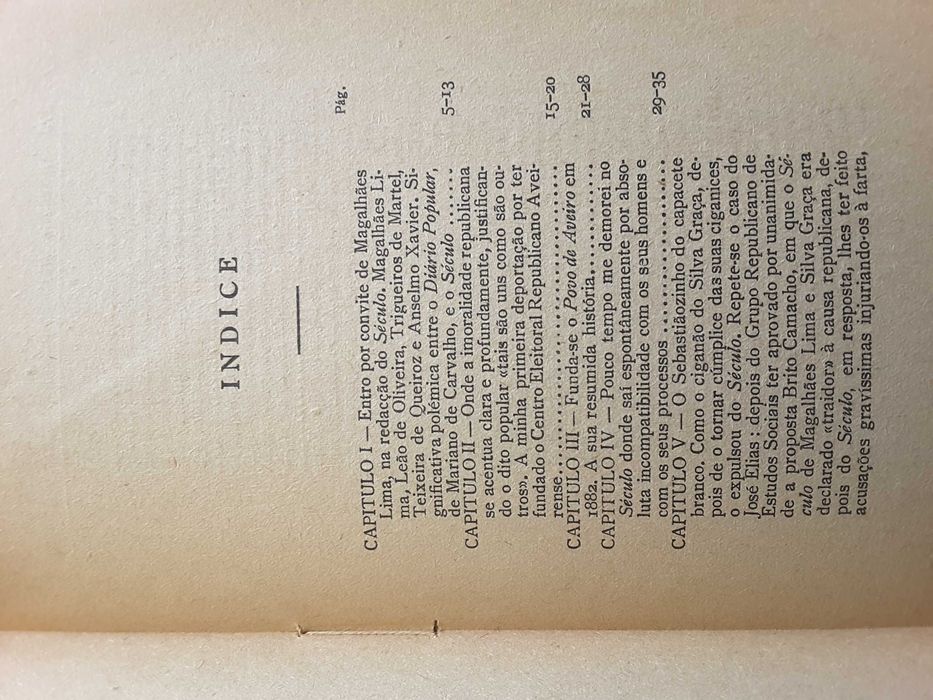 INDICE
Pág.
CAPITULO I — Entro por convite de Magalhães
Lima, na redacção do Século. Magalhães Li-
ma, Leão de Oliveira, Trigueiros de Martel,
Teixeira de Queiroz e Anselmo Xavier. Si-
gnificativa polémica entre o Diário Popular,
de Mariano de Carvalho, e o Século ....... 5-13
CAPITULO II — Onde a imoralidade republicana
se acentua clara e profundamente, justifican-
do o dito popular «tais são uns como são ou-
tros». A minha primeira deportação por ter
fundado o Centro Eleitoral Republicano Avei-
rense.......................................... 15-20
CAPITULO III — Funda-se o Povo de Aveiro em
1882. A sua resumida história.............. 21-28
CAPITULO IV — Pouco tempo me demorei no
Século donde saí espontâneamente por abso-
luta incompatibilidade com os seus homens e
com os seus processos ..................... 29-35
CAPITULO V — O Sebastiãozinho do capacete
branco. Como o ciganão do Silva Graça, de-
pois de o tornar cúmplice das suas ciganices,
o expulsou do Século. Repete-se o caso do
José Elias : depois do Grupo Republicano de
Estudos Sociais ter aprovado por unanimida-
de a proposta Brito Camacho, em que o Sé-
culo de Magalhães Lima e Silva Graça era
declarado «traidor» à causa republicana, de-
pois do Século, em resposta, lhes ter feito
acusações gravíssimas injuriando-os à farta,